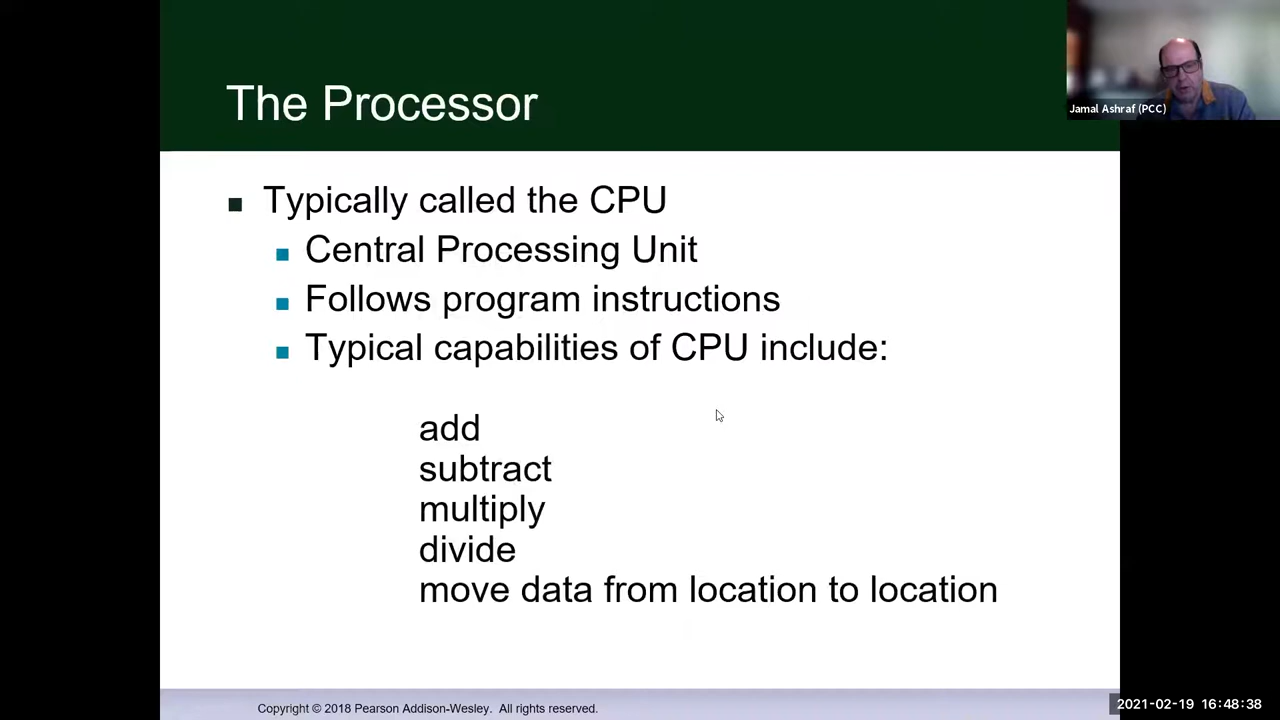 The Processor
Jamal Ashraf (PCC)
Typically called the CPU
Central Processing Unit
Follows program instructions
Typical capabilities of CPU include:
add
subtract
multiply
divide
move data from location to location
Copyright © 2018 Pearson Addison-Wesley. All rights reserved.
2021-02-19 16:48:38